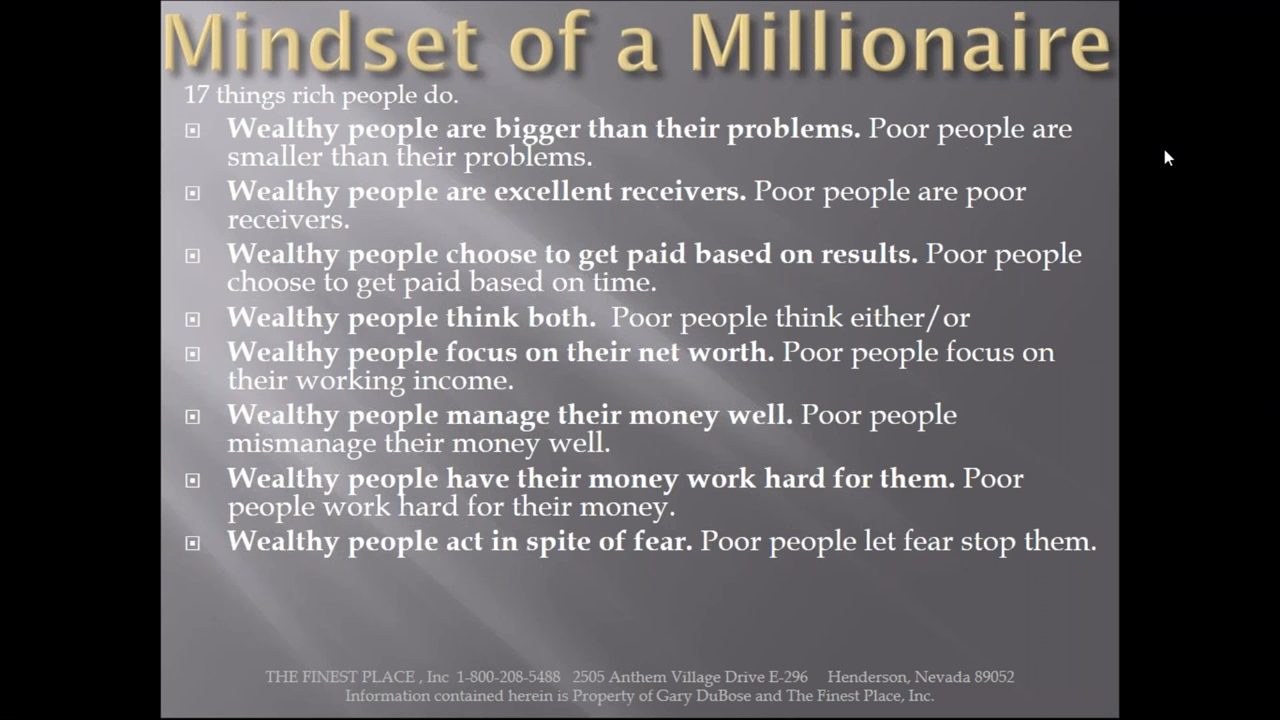 Mindset of a Millionaire
17 things rich people do.
Wealthy people are bigger than their problems. Poor people are
smaller than their problems.
Wealthy people are excellent receivers. Poor people are poor
receivers.
Wealthy people choose to get paid based on results. Poor people
choose to get paid based on time.
Wealthy people think both.  Poor people think either/or
Wealthy people focus on their net worth. Poor people focus on
their working income.
Wealthy people manage their money well. Poor people
mismanage their money well.
Wealthy people have their money work hard for them. Poor
people work hard for their money.
Wealthy people act in spite of fear. Poor people let fear stop them.
THE FINEST PLACE , Inc  1-800-208-5488   2505 Anthem Village Drive E-296    Henderson, Nevada 89052
Information contained herein is Property of Gary DuBose and The Finest Place, Inc.